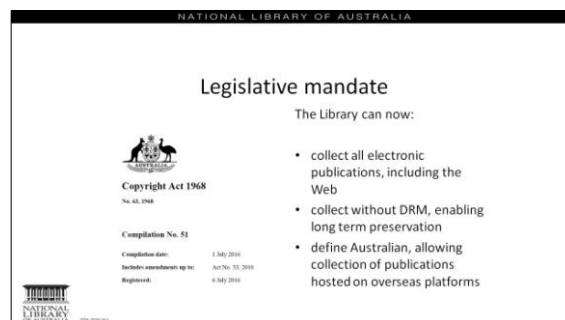 NATIONAL LIBRARY OF AUSTRALIA
Legislative mandate
The Library can now:
• collect all electronic
publications, including the
Web
• collect without DRM, enabling
long term preservation
• define Australian, allowing
collection of publications
hosted on overseas platforms
AUSTRALIA
Copyright Act 1968
No. 63, 1968
Compilation No. 51
Compilation date: 1 July 2016
Includes amendments up to: Act No. 33, 2016
Registered: 6 July 2016
NATIONAL
LIBRARY
OF AUSTRALIA